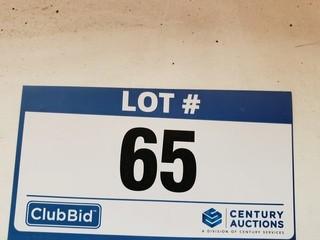 LOT #
65
ClubBid
CENTURY
AUCTIONS
A DIVISION OF CENTURY SERVICES